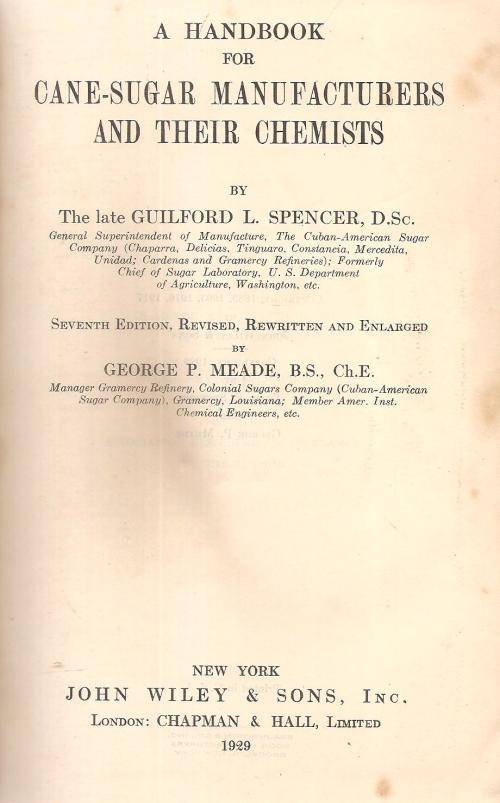 A HANDBOOK
FOR
CANE-SUGAR MANUFACTURERS
AND THEIR CHEMISTS
BY
The late GUILFORD L. SPENCER, D.Sc.
General Superintendent of Manufacture, The Cuban-American Sugar
Company (Chaparra, Delicias, Tinguaro, Constancia, Mercedita,
Unidad; Cardenas and Gramercy Refineries); Formerly
Chief of Sugar Laboratory, U. S. Department
of Agriculture, Washington, etc.
Seventh Edition, Revised, Rewritten and Enlarged
BY
GEORGE P. MEADE, B.S., Ch.E.
Manager Gramercy Refinery, Colonial Sugars Company (Cuban-American
Sugar Company), Gramercy, Louisiana; Member Amer. Inst.
Chemical Engineers, etc.
NEW YORK
JOHN WILEY & SONS, Inc.
London: CHAPMAN & HALL, Limited
1929